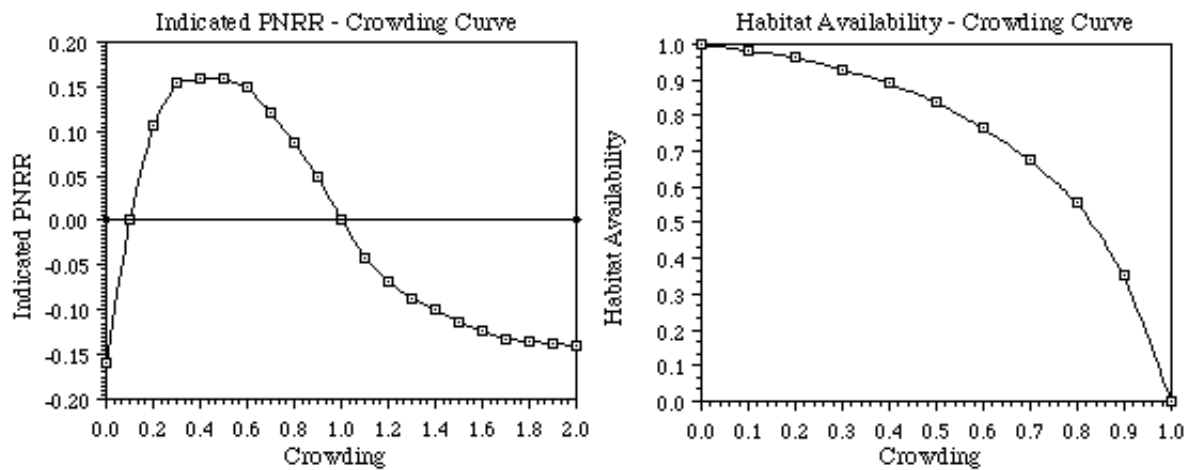 Indicated PNRR - Crowding Curve
0.20
0.15
0.10
0.05
0.00
-0.05
-0.10
-0.15
-0.20
Indicated PNRR
0.0 0.2 0.4 0.6 0.8 1.0 1.2 1.4 1.6 1.8 2.0
Crowding
Habitat Availability - Crowding Curve
1.0
0.9
0.8
0.7
0.6
0.5
0.4
0.3
0.2
0.1
0.0
Habitat Availability
0.0 0.1 0.2 0.3 0.4 0.5 0.6 0.7 0.8 0.9 1.0
Crowding